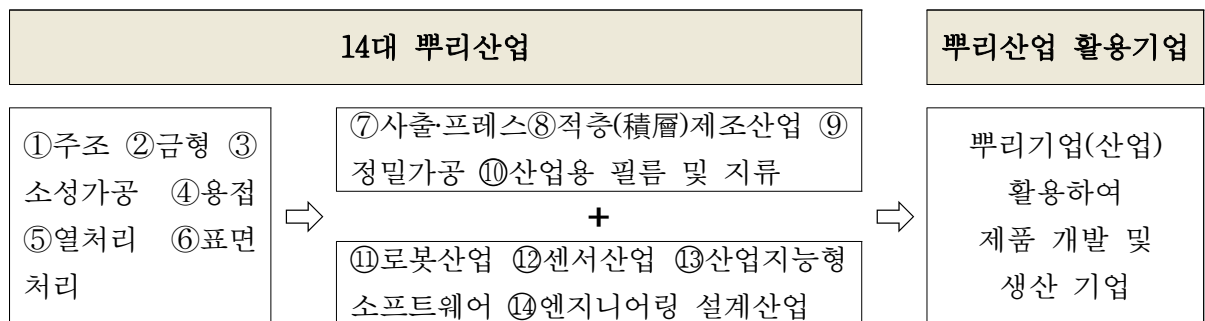 14대 뿌리산업
뿌리산업 활용기업
①주조 ②금형 ③
소성가공 ④용접
⑤열처리 ⑥표면
처리
⑦사출·프레스⑧적층(積層)제조산업 ⑨
정밀가공 ⑩산업용 필름 및 지류
+
⑪로봇산업 ⑫센서산업 ⑬산업지능형
소프트웨어 ⑭엔지니어링 설계산업
뿌리기업(산업)
활용하여
제품 개발 및
생산 기업